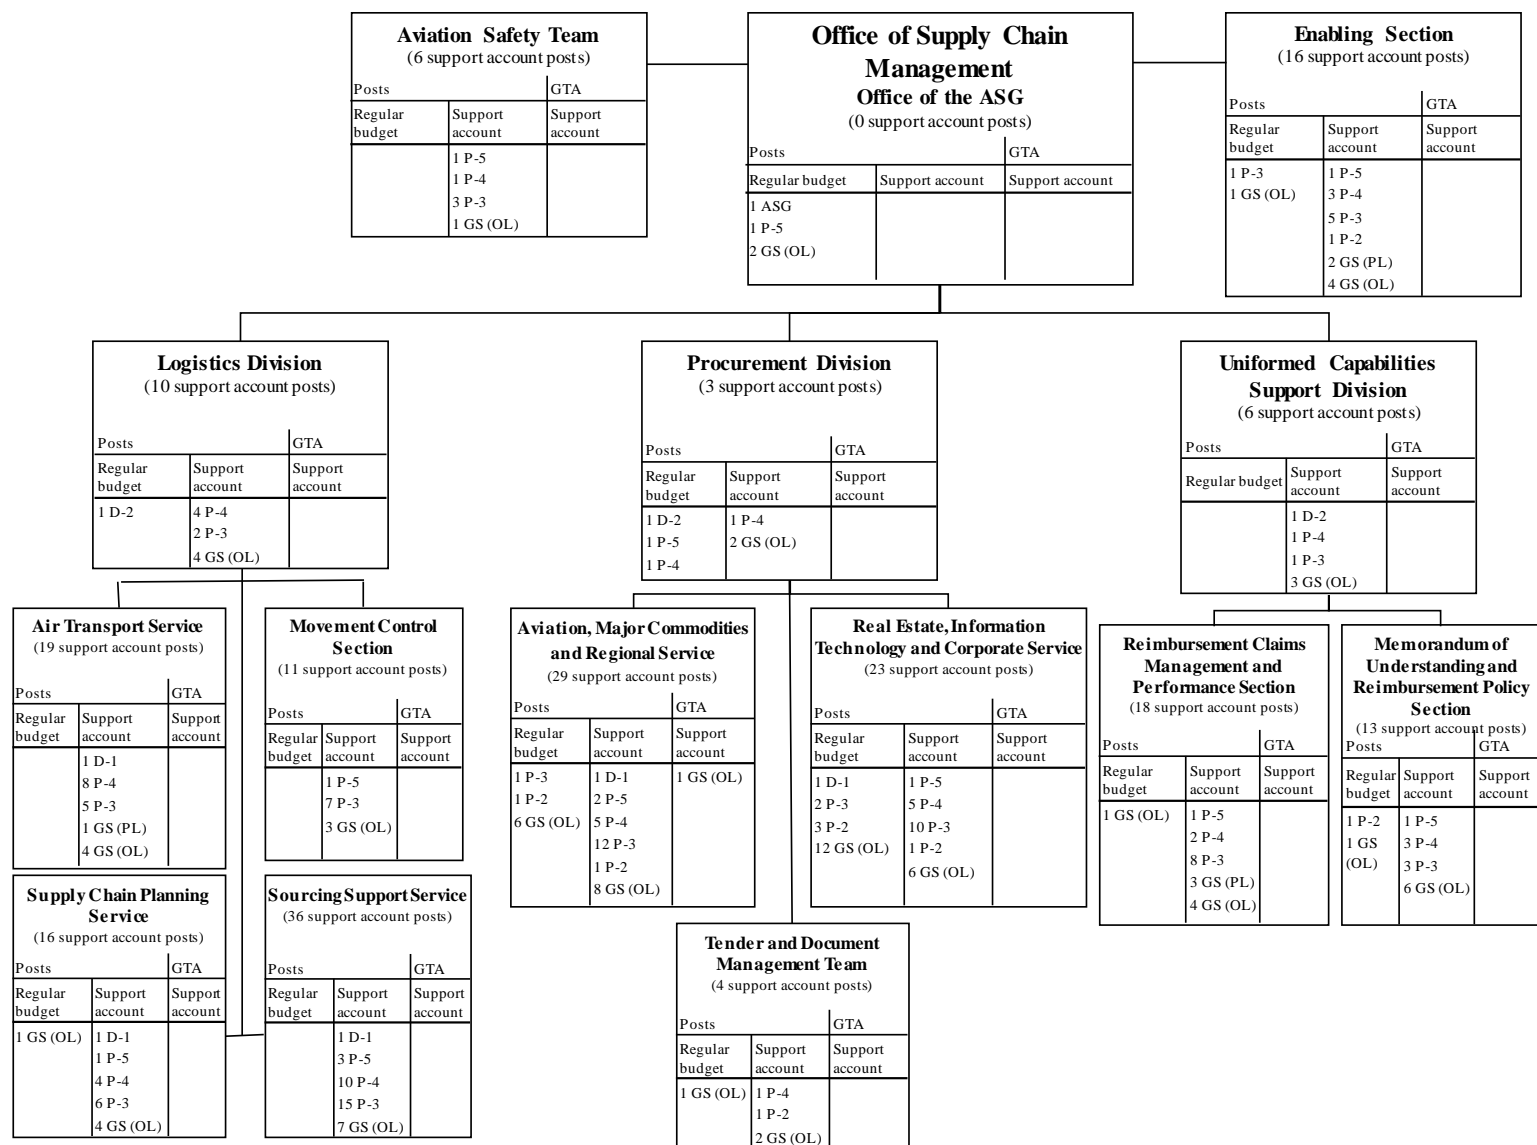 Aviation Safety Team
(6 support account posts)
Posts GTA
Regular budget
Support account
Support account
1 P-5
1 P-4
3 P-3
1 GS (OL)
Office of Supply Chain
Management
Office of the ASG
(0 support account posts)
Posts GTA
Regular budget Support account Support account
1 ASG
1 P-5
2 GS (OL)
Enabling Section
(16 support account posts)
Posts GTA
Regular budget
Support account
Support account
1 P-3
1 GS (OL)
1 P-5
3 P-4
5 P-3
1 P-2
2 GS (PL)
4 GS (OL)
Logistics Division
(10 support account posts)
Posts GTA
Regular budget
Support account
Support account
1 D-2
4 P-4
2 P-3
4 GS (OL)
Procurement Division
(3 support account posts)
Posts GTA
Regular budget
Support account
Support account
1 D-2
1 P-5
1 P-4
1 P-4
2 GS (OL)
Uniformed Capabilities
Support Division
(6 support account posts)
Posts GTA
Regular budget
Support account
Support account
1 D-2
1 P-4
1 P-3
3 GS (OL)
Air Transport Service
(19 support account posts)
Posts GTA
Regular budget
Support account
Support account
1 D-1
8 P-4
5 P-3
1 GS (PL)
4 GS (OL)
Movement Control
Section
(11 support account posts)
Posts GTA
Regular budget
Support account
Support account
1 P-5
7 P-3
3 GS (OL)
Aviation, Major Commodities
and Regional Service
(29 support account posts)
Posts GTA
Regular budget
Support account
Support account
1 P-3
1 P-2
6 GS (OL)
1 D-1
2 P-5
5 P-4
12 P-3
1 P-2
8 GS (OL)
1 GS (OL)
Real Estate, Information
Technology and Corporate Service
(23 support account posts)
Posts GTA
Regular budget
Support account
Support account
1 D-1
2 P-3
3 P-2
12 GS (OL)
1 P-5
5 P-4
10 P-3
1 P-2
6 GS (OL)
Reimbursement Claims
Management and
Performance Section
(18 support account posts)
Posts GTA
Regular budget
Support account
Support account
1 GS (OL)
1 P-5
2 P-4
8 P-3
3 GS (PL)
4 GS (OL)
Memorandum of
Understanding and
Reimbursement Policy
Section
(13 support account posts)
Posts GTA
Regular budget
Support account
Support account
1 P-2
1 GS
(OL)
1 P-5
3 P-4
3 P-3
6 GS (OL)
Supply Chain Planning
Service
(16 support account posts)
Posts GTA
Regular budget
Support account
Support account
1 GS (OL)
1 D-1
1 P-5
4 P-4
6 P-3
4 GS (OL)
Sourcing Support Service
(36 support account posts)
Posts GTA
Regular budget
Support account
Support account
1 D-1
3 P-5
10 P-4
15 P-3
7 GS (OL)
Tender and Document
Management Team
(4 support account posts)
Posts GTA
Regular budget
Support account
Support account
1 GS (OL)
1 P-4
1 P-2
2 GS (OL)